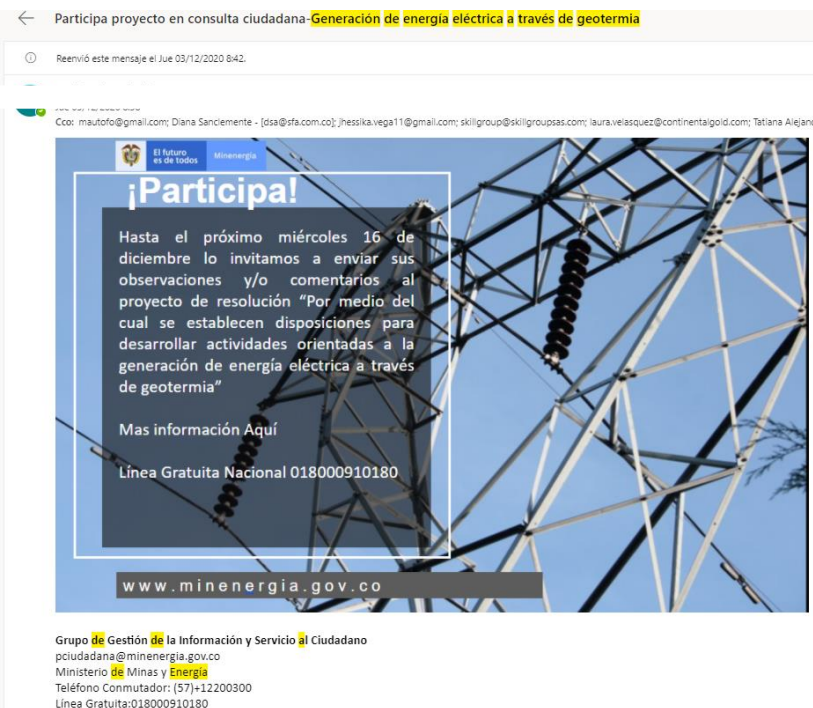 Participa proyecto en consulta ciudadana-Generación de energía eléctrica a través de geotermia
Reenvió este mensaje el Jue 03/12/2020 8:42.
Cco: mautofo@gmail.com; Diana Sanclemente - [dsa@sfa.com.co]; jhessika.vega11@gmail.com; skillgroup@skillgroupsas.com; laura.velasquez@continentalgold.com; Tatiana
El futuro
es de todos
Minenergía
¡Participa!
Hasta el próximo miércoles 16 de
diciembre lo invitamos a enviar sus
observaciones y/o comentarios al
proyecto de resolución “Por medio del
cual se establecen disposiciones para
desarrollar actividades orientadas a la
generación de energía eléctrica a través
de geotermia”
Mas información Aquí
Línea Gratuita Nacional 018000910180
www.minenergia.gov.co
Grupo de Gestión de la Información y Servicio al Ciudadano
pciudadana@minenergia.gov.co
Ministerio de Minas y Energía
Teléfono Conmutador: (57)+12200300
Línea Gratuita:018000910180